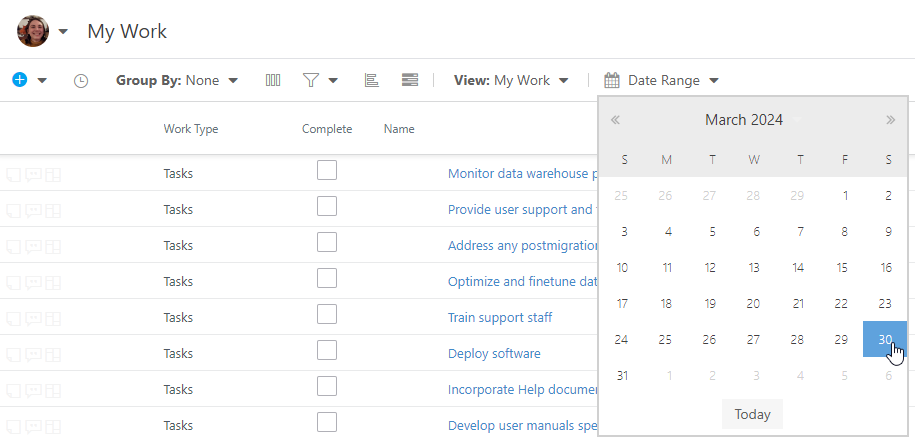 My Work
Group By: None View: My Work Date Range
March 2024
Work Type Complete Name
S M T W T F S
Tasks Monitor data warehouse p
25 26 27 28 29 1 2
Tasks Provide user support and
3 4 5 6 7 8 9
Tasks Address any postmigration
10 11 12 13 14 15 16
Tasks Optimize and finetune dat
17 18 19 20 21 22 23
Tasks Train support staff
24 25 26 27 28 29 30
Tasks Deploy software
31 1 2 3 4 5 6
Tasks Incorporate Help documen
Today
Tasks Develop user manuals spe